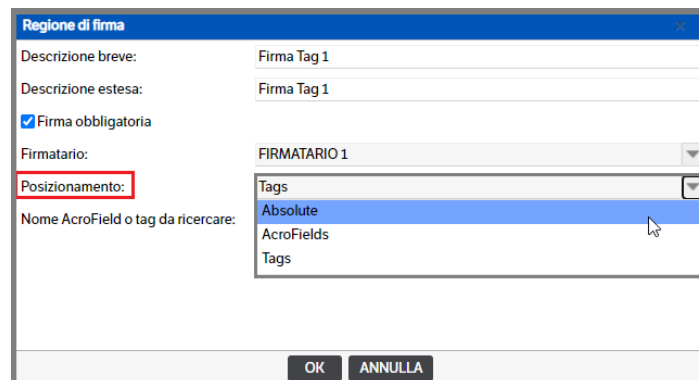 Regione di firma
Descrizione breve: Firma Tag 1
Descrizione estesa: Firma Tag 1
Firma obbligatoria
Firmatario: FIRMATARIO 1
Posizionamento: Tags
Nome AcroField o tag da ricercare:
Absolute
AcroFields
Tags
OK ANNULLA